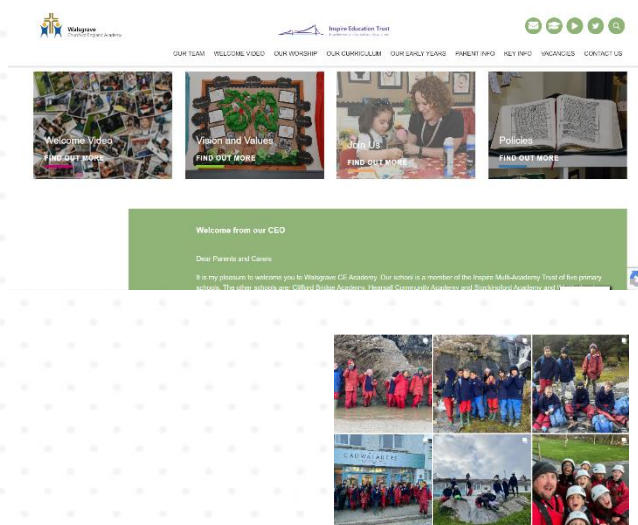 Walsgrave
Church of England Academy
Inspire Education Trust
OUR TEAM WELCOME VIDEO OUR WORSHIP OUR CURRICULUM OUR EARLY YEARS PARENT INFO KEY INFO VACANCIES CONTACT US
Welcome Video
FIND OUT MORE
Vision and Values
FIND OUT MORE
Join Us
FIND OUT MORE
Policies
FIND OUT MORE
Welcome from our CEO
Dear Parents and Carers
It is my pleasure to welcome you to Walsgrave CE Academy. Our school is a member of the Inspire Multi-Academy Trust of five primary
schools. The other schools are: Clifford Bridge Academy, Hearsall Community Academy and Stockingford Academy and
CADWALADERS